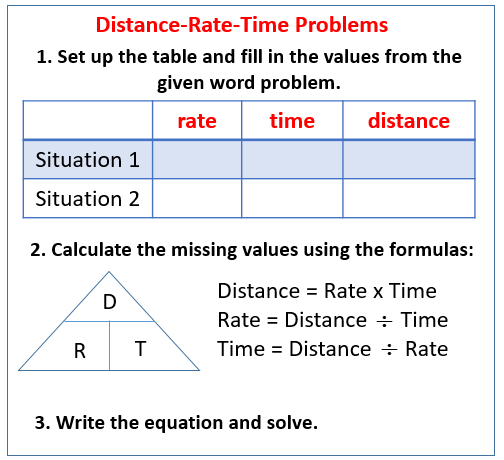 Distance-Rate-Time Problems
1. Set up the table and fill in the values from the
given word problem.
rate time distance
Situation 1
Situation 2
2. Calculate the missing values using the formulas:
D
R T
Distance = Rate x Time
Rate = Distance ÷ Time
Time = Distance ÷ Rate
3. Write the equation and solve.